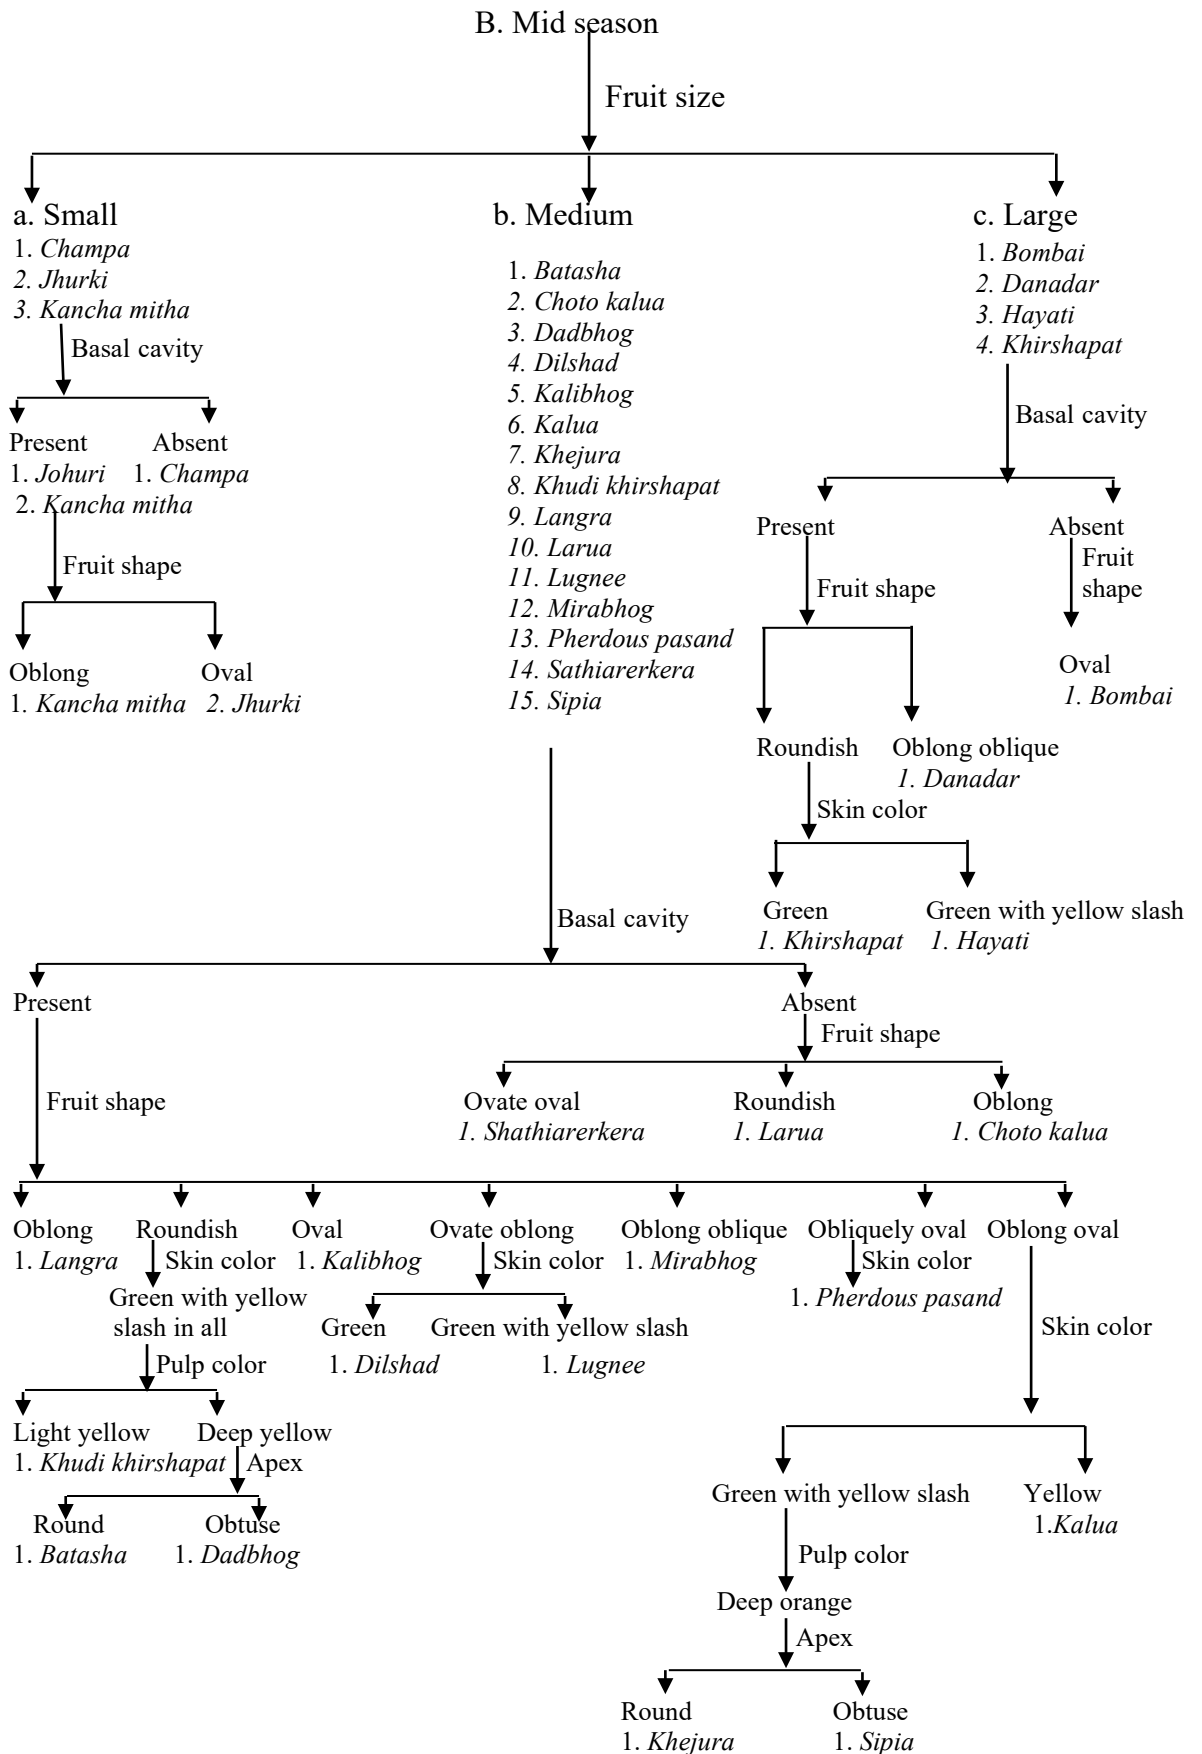 B. Mid season
Fruit size
a. Small
1. Champa
2. Jhurki
3. Kancha mitha
Basal cavity
Present Absent
1. Johuri 1. Champa
2. Kancha mitha
Fruit shape
Oblong Oval
1. Kancha mitha 2. Jhurki
b. Medium
1. Batasha
2. Choto kalua
3. Dadbhog
4. Dilshad
5. Kalibhog
6. Kalua
7. Khejura
8. Khudi khirshapat
9. Langra
10. Larua
11. Lugnee
12. Mirabhog
13. Pherdous pasand
14. Sathiarerkera
15. Sipia
c. Large
1. Bombai
2. Danadar
3. Hayati
4. Khirshapat
Basal cavity
Present Absent
Fruit shape
Fruit
shape
Oval
1. Bombai
Roundish Oblong oblique
1. Danadar
Skin color
Green Green with yellow slash
1. Khirshapat 1. Hayati
Basal cavity
Present Absent
Fruit shape
Ovate oval Roundish Oblong
1. Shathiarerkera 1. Larua 1. Choto kalua
Fruit shape
Oblong Roundish Oval Ovate oblong Oblong oblique Obliquely oval Oblong oval
1. Langra Skin color 1. Kalibhog Skin color 1. Mirabhog Skin color
Green with yellow
slash in all
1. Pherdous pasand
Green Green with yellow slash
1. Dilshad 1. Lugnee
Skin color
Pulp color
Light yellow Deep yellow
1. Khudi khirshapat Apex
Round Obtuse
1. Batasha 1. Dadbhog
Green with yellow slash Yellow
1.Kalua
Pulp color
Deep orange
Apex
Round Obtuse
1. Khejura 1. Sipia